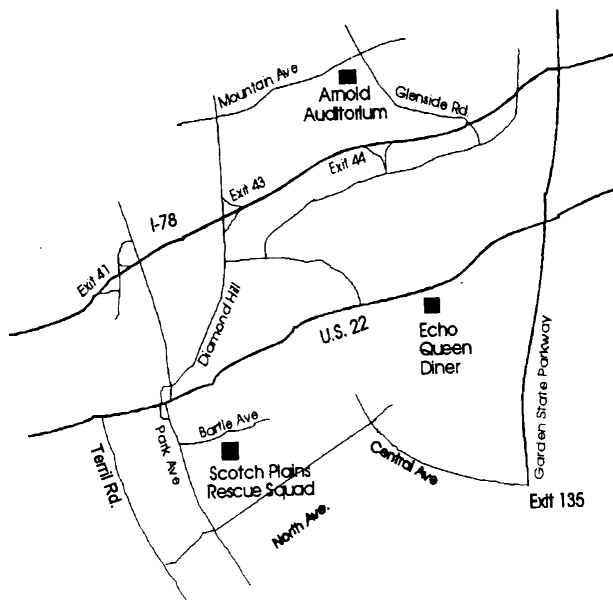 Mountain Ave
Arnold
Auditorium
Glenside Rd.
Exit 44
Exit 43
I-78
Exit 41
Diamond Hill
U.S. 22
Echo
Queen
Diner
Garden State Parkway
Bartle Ave
Park Ave
Terril Rd.
Scotch Plains
Rescue Squad
Central Ave
North Ave.
Exit 135